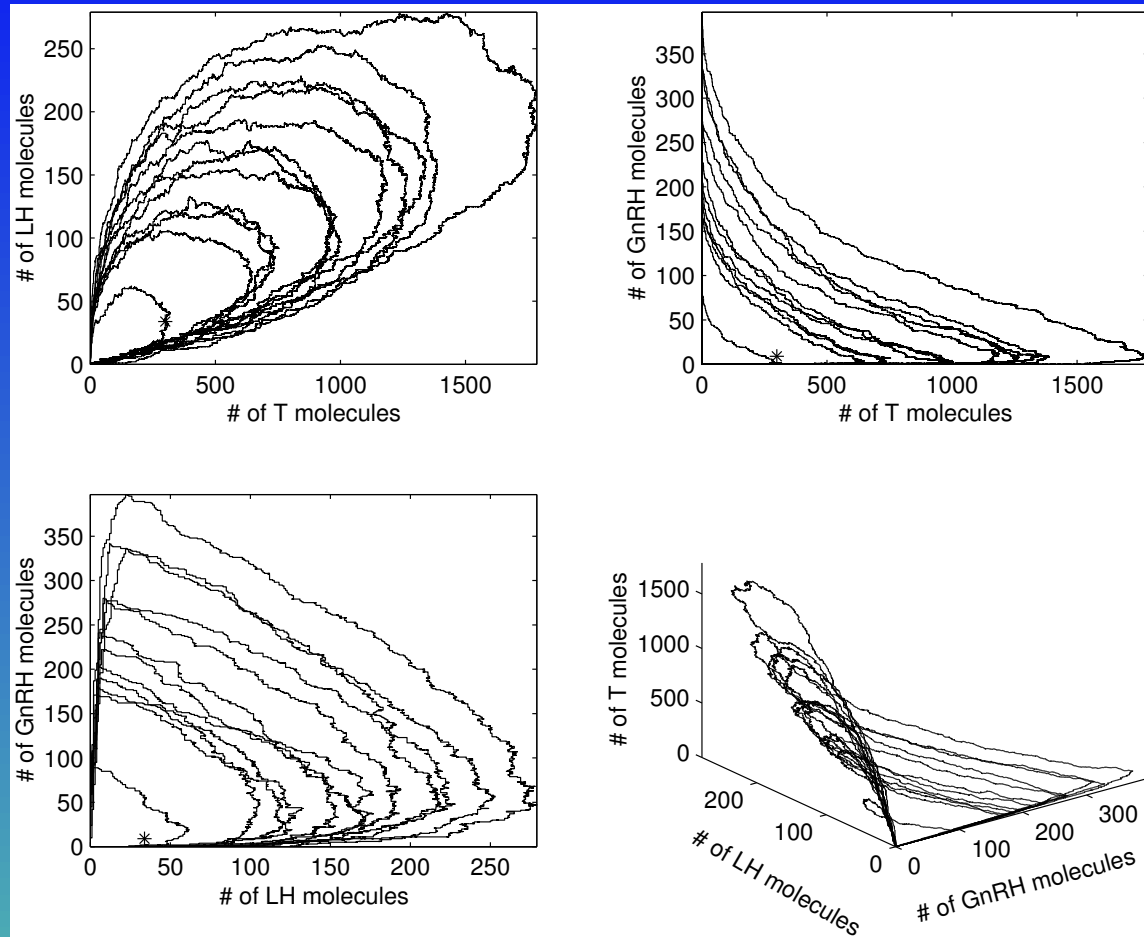 250
200
150
100
50
0
0 500 1000 1500
# of T molecules
# of LH molecules
350
300
250
200
150
100
50
0
0 500 1000 1500
# of T molecules
# of GnRH molecules
350
300
250
200
150
100
50
0
0 50 100 150 200 250
# of LH molecules
# of GnRH molecules
1500
1000
500
0
# of T molecules
200
100
0
# of LH molecules
0 100 200 300
# of GnRH molecules